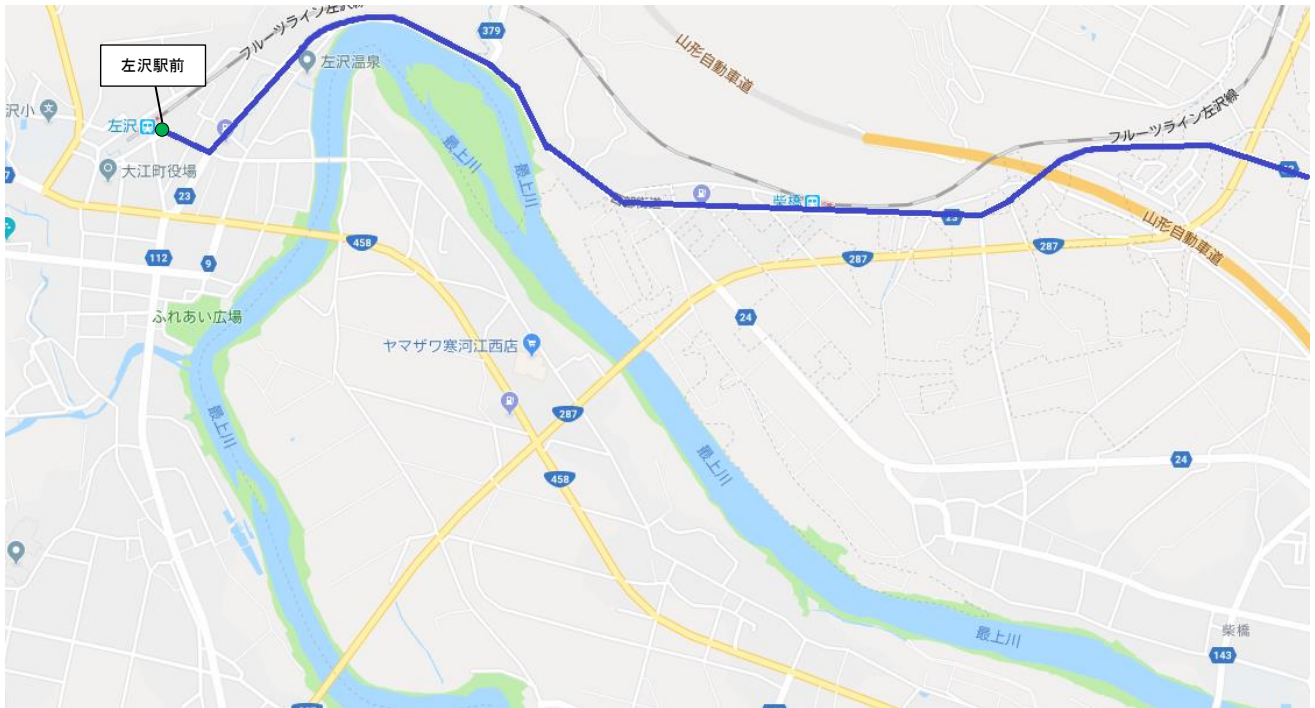 フルーツライン左沢線
379
山形自動車道
左沢駅前
左沢温泉
沢小
左沢
フルーツライン左沢線
最上川
最上川
大江町役場
7
23
柴橋
23
山形自動車道
458
287
287
112
9
ふれあい広場
24
ヤマザワ寒河江西店
287
最上川
最上川
24
458
最上川
柴橋
143